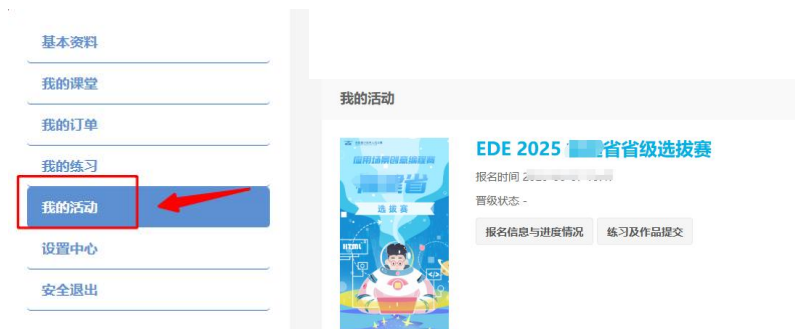 基本资料
我的课堂
我的订单
我的练习
我的活动
设置中心
安全退出
我的活动
应用场景创意编程赛
省
选拔赛
HTML
EDE 2025 省省级选拔赛
报名时间
晋级状态 -
报名信息与进度情况
练习及作品提交